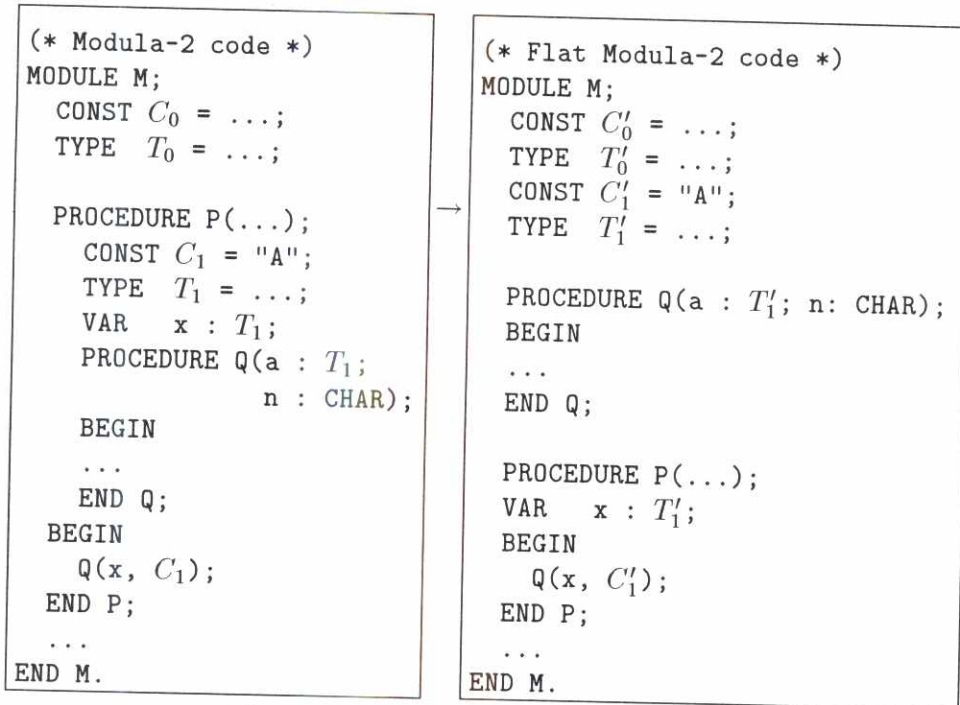 (* Modula-2 code *)
MODULE M;
  CONST C₀ = ...;
  TYPE  T₀ = ...;
  PROCEDURE P(...);
    CONST C₁ = "A";
    TYPE  T₁ = ...;
    VAR   x : T₁;
    PROCEDURE Q(a : T₁;
                n : CHAR);
    BEGIN
    ...
    END Q;
  BEGIN
    Q(x, C₁);
  END P;
  ...
END M.
→
(* Flat Modula-2 code *)
MODULE M;
  CONST C′₀ = ...;
  TYPE  T′₀ = ...;
  CONST C′₁ = "A";
  TYPE  T′₁ = ...;
  PROCEDURE Q(a : T′₁; n: CHAR);
  BEGIN
  ...
  END Q;
  PROCEDURE P(...);
  VAR   x : T′₁;
  BEGIN
    Q(x, C′₁);
  END P;
  ...
END M.